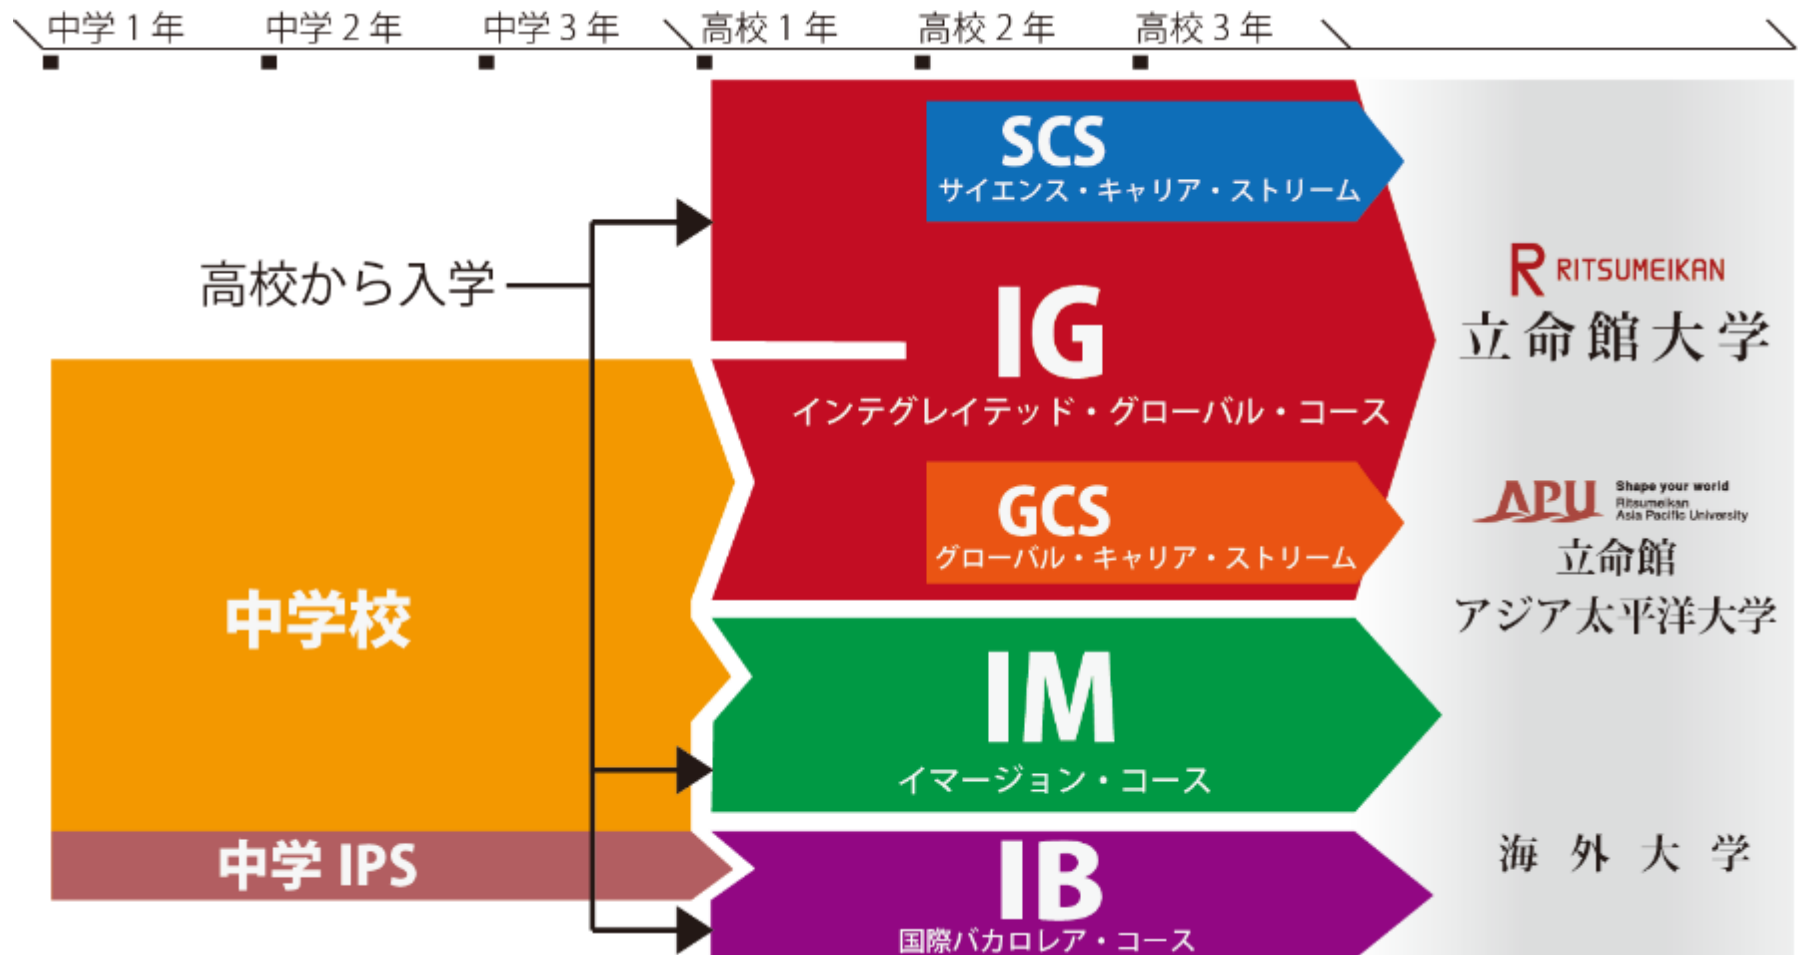 中学1年 中学2年 中学3年 高校1年 高校2年 高校3年
SCS
サイエンス・キャリア・ストリーム
高校から入学
IG
インテグレイテッド・グローバル・コース
GCS
グローバル・キャリア・ストリーム
中学校
IM
イマージョン・コース
中学 IPS
IB
国際バカロレア・コース
R RITSUMEIKAN
立命館大学
APU
Shape your world
Ritsumeikan
Asia Pacific University
立命館
アジア太平洋大学
海外大学